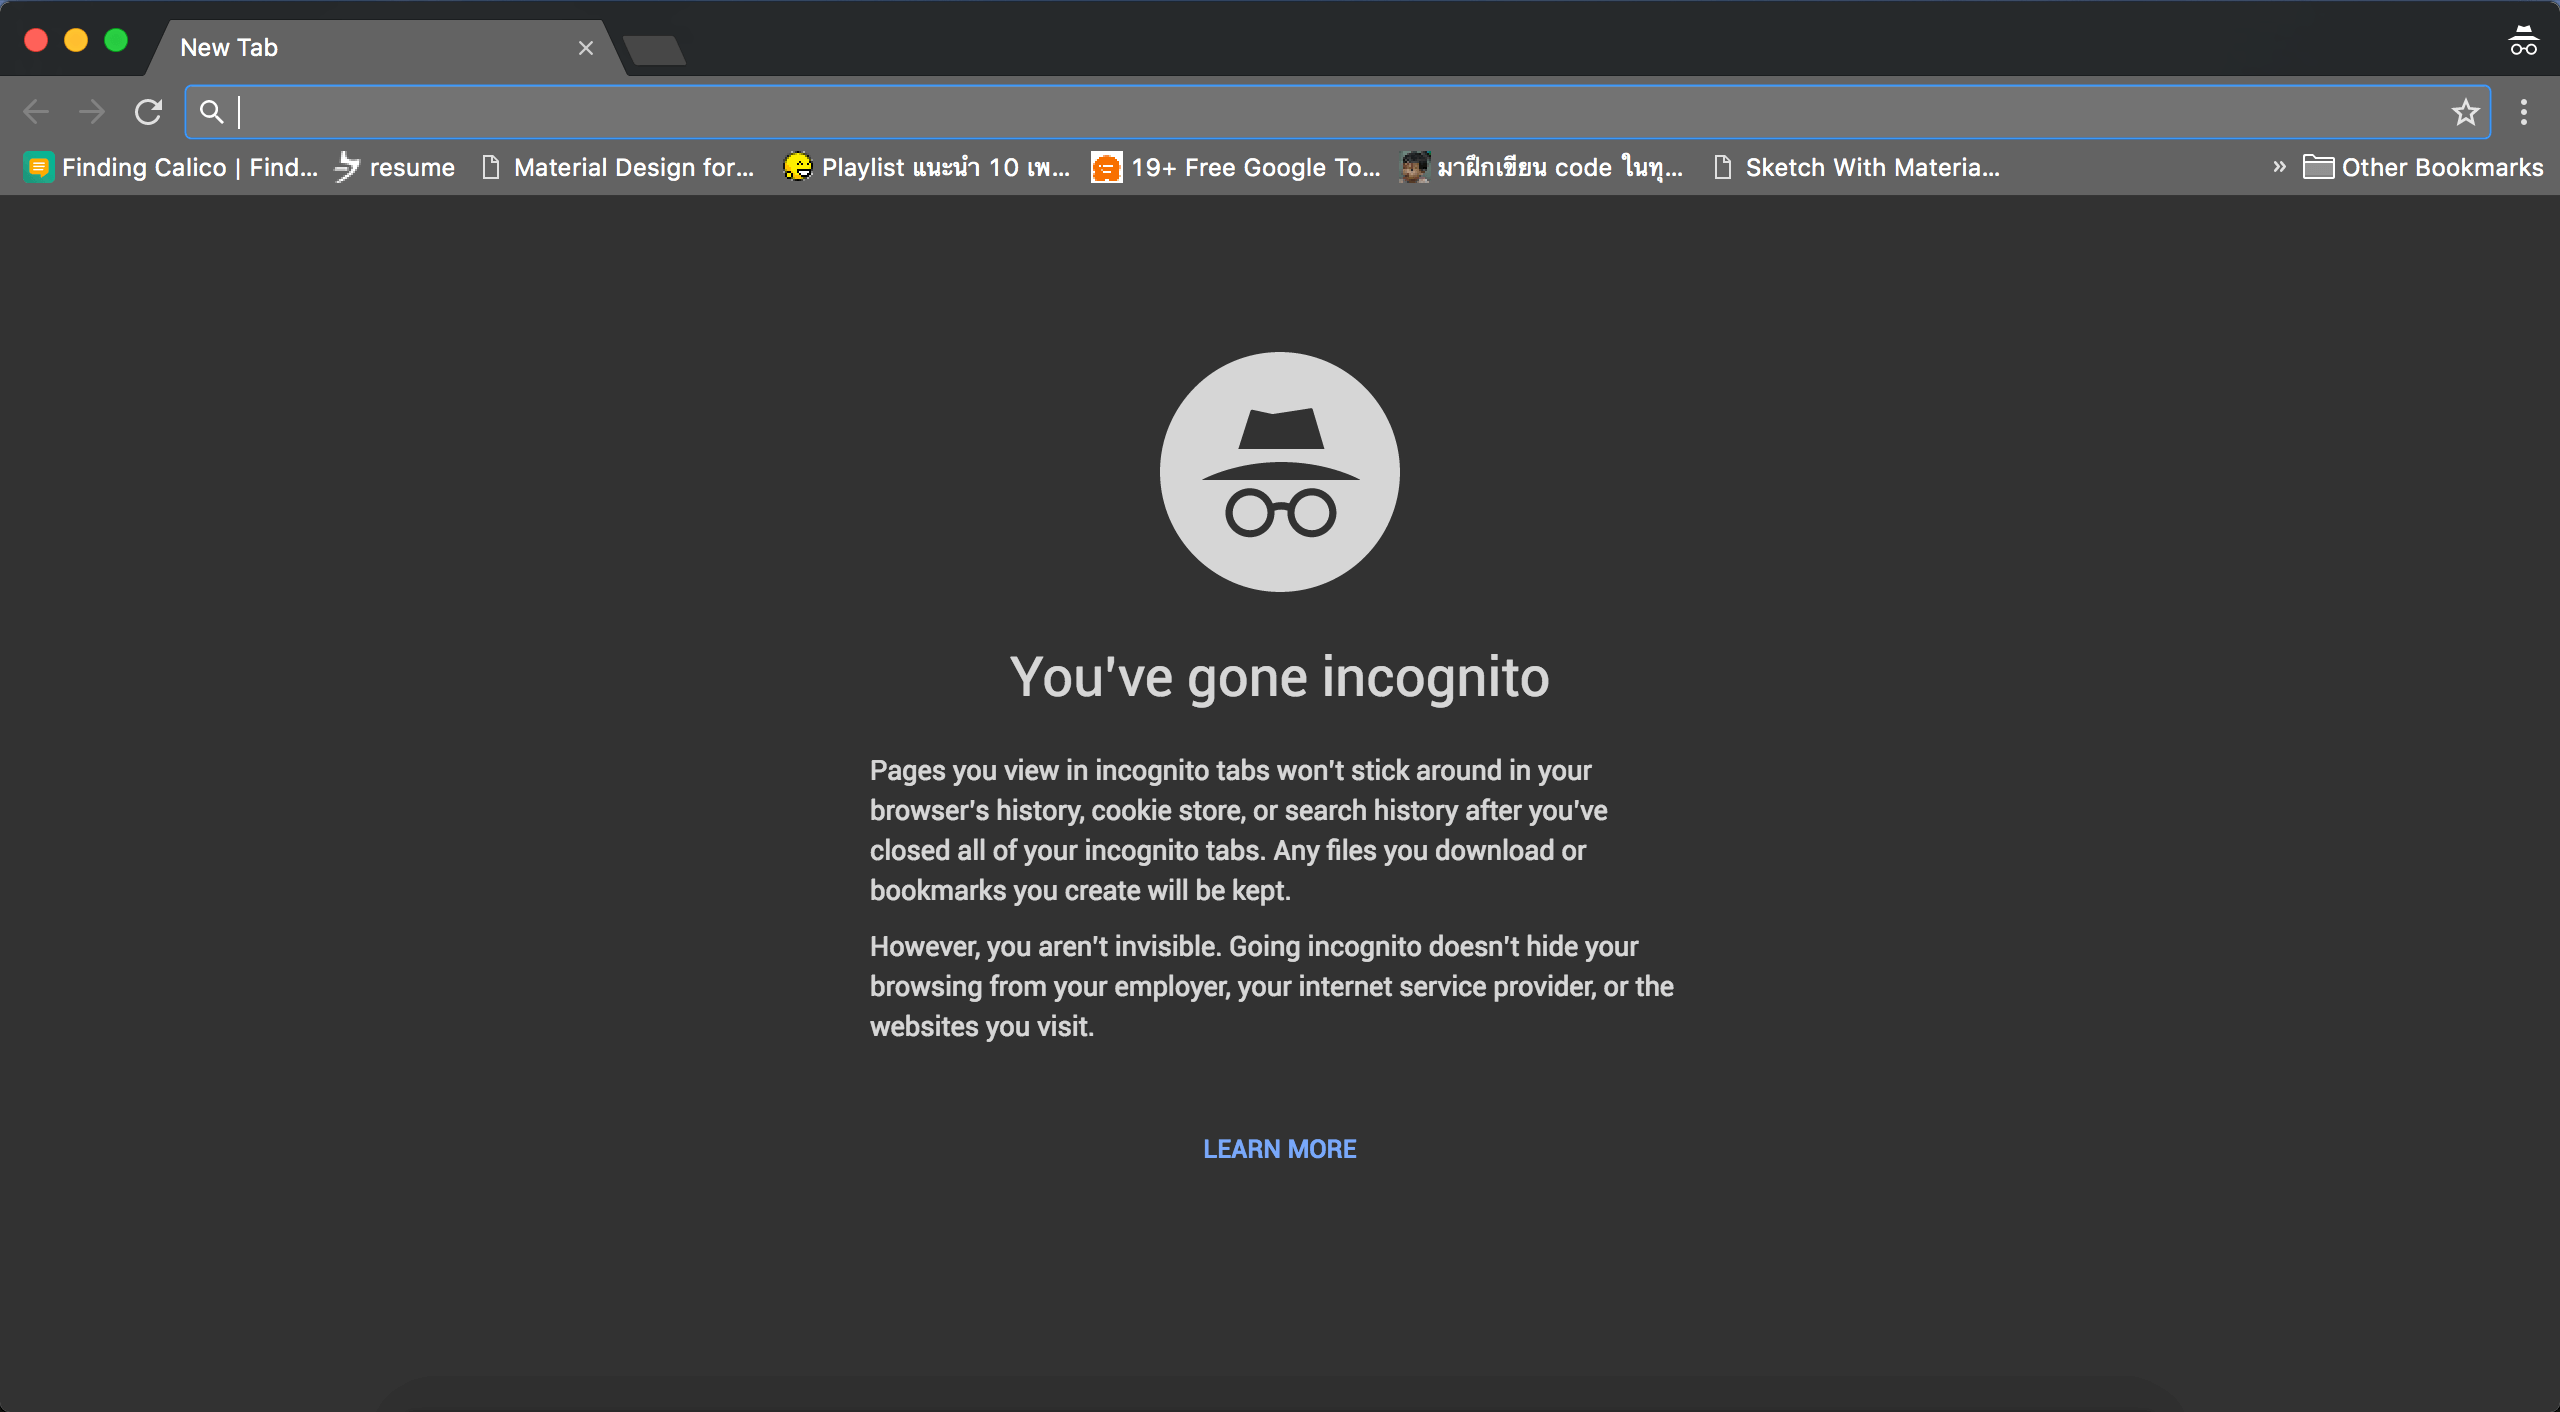 New Tab
Finding Calico | Find...
resume
Material Design for...
Playlist แนะนำ 10 เพ...
19+ Free Google To...
มาฝึกเขียน code ในทุ...
Sketch With Materia...
» Other Bookmarks
You've gone incognito
Pages you view in incognito tabs won't stick around in your
browser's history, cookie store, or search history after you've
closed all of your incognito tabs. Any files you download or
bookmarks you create will be kept.
However, you aren't invisible. Going incognito doesn't hide your
browsing from your employer, your internet service provider, or the
websites you visit.
LEARN MORE